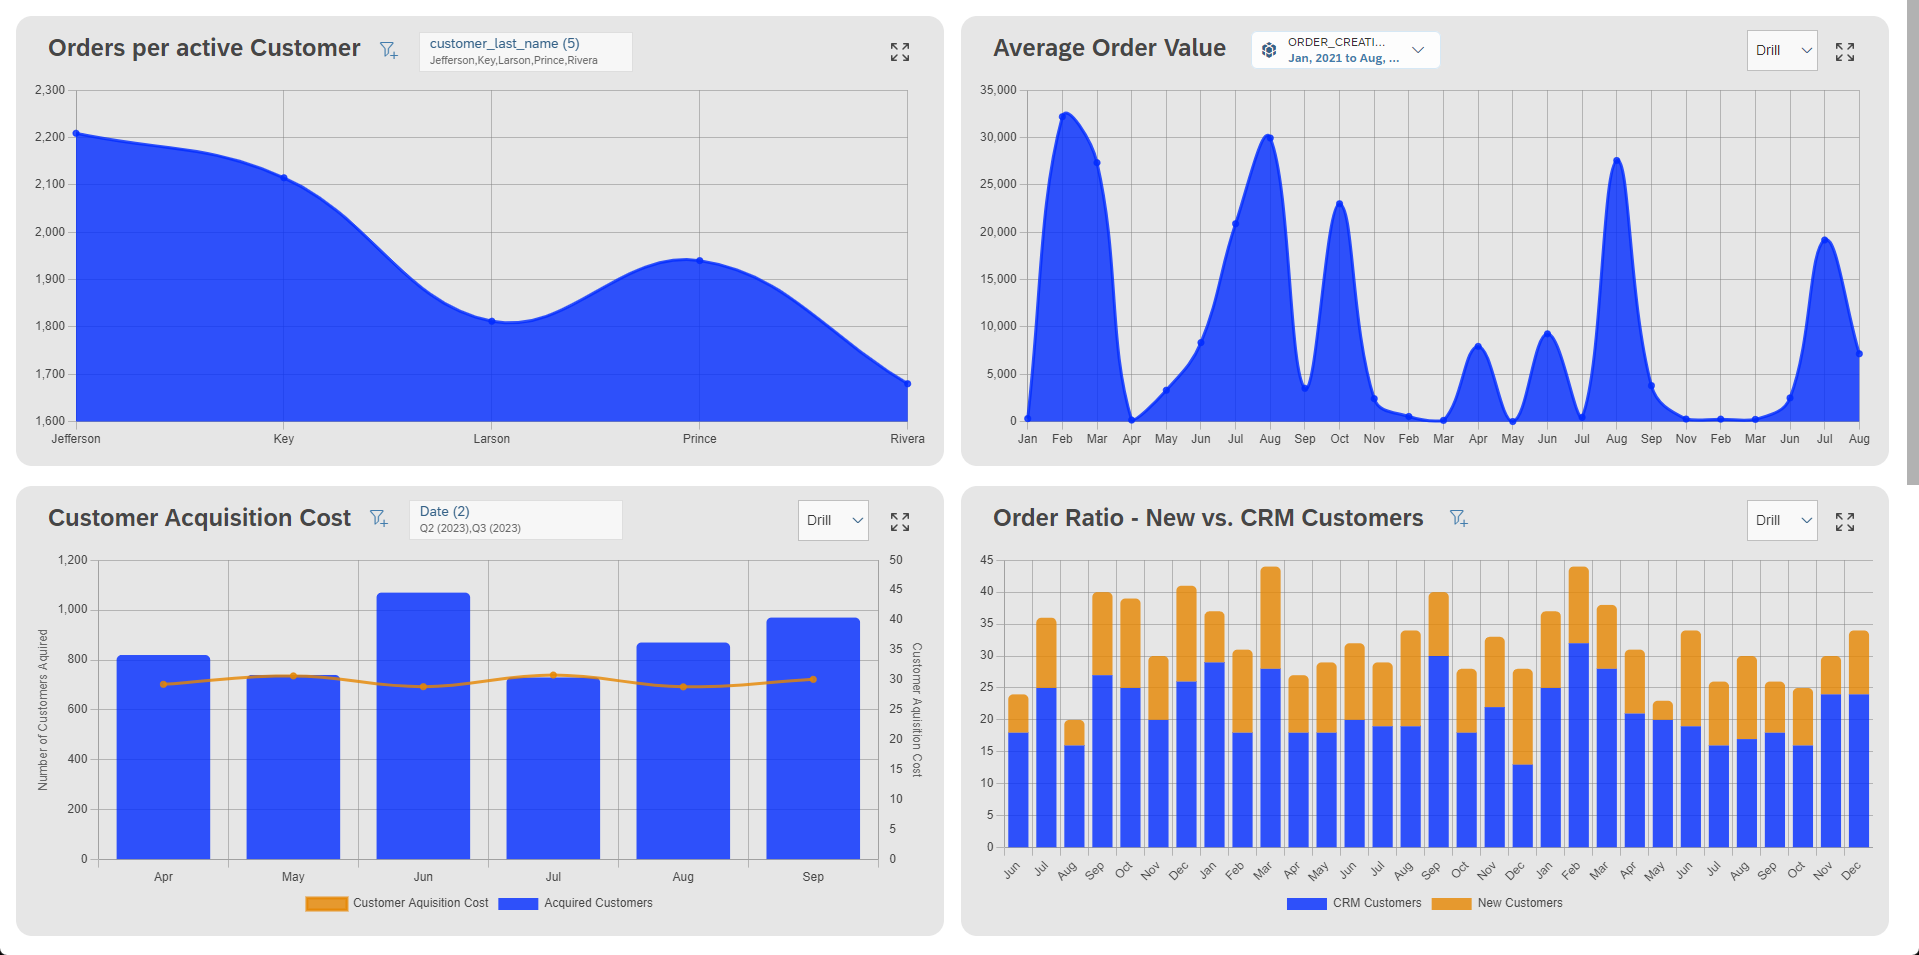 Orders per active Customer
customer_last_name (5)
Jefferson,Key,Larson,Prince,Rivera
2,300
2,200
2,100
2,000
1,900
1,800
1,700
1,600
Jefferson Key Larson Prince Rivera
Average Order Value
ORDER_CREATI...
Jan, 2021 to Aug, ...
Drill
35,000
30,000
25,000
20,000
15,000
10,000
5,000
0
Jan Feb Mar Apr May Jun Jul Aug Sep Oct Nov Feb Mar Apr May Jun Jul Aug Sep Nov Feb Mar Jun Jul Aug
Customer Acquisition Cost
Date (2)
Q2 (2023),Q3 (2023)
Drill
Number of Customers Aquired
1,200
1,000
800
600
400
200
0
50
45
40
35
30
25
20
15
10
5
0
Customer Aquisition Cost
Apr May Jun Jul Aug Sep
Customer Aquisition Cost Acquired Customers
Order Ratio - New vs. CRM Customers
Drill
45
40
35
30
25
20
15
10
5
0
Jun Jul Aug Sep Oct Nov Dec Jan Feb Mar Apr May Jun Jul Aug Sep Oct Nov Dec Jan Feb Mar Apr May Jun Jul Aug Sep Oct Nov Dec
CRM Customers New Customers